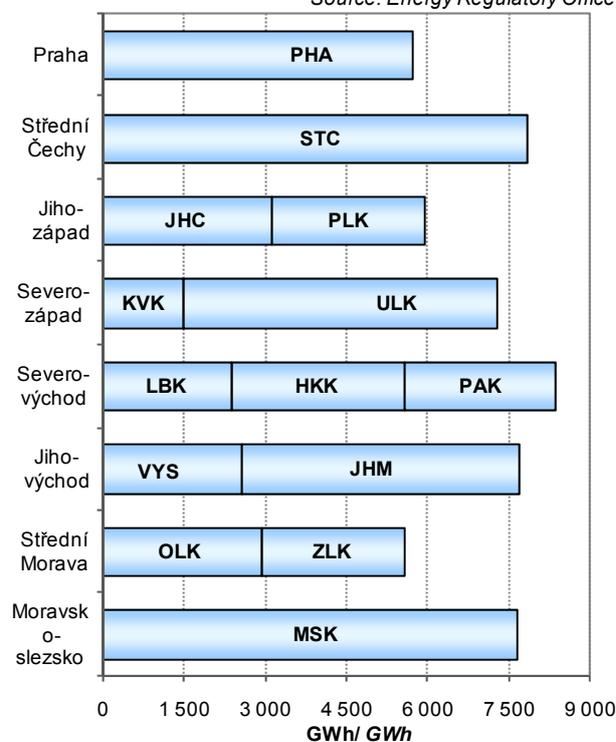 Source: Energy Regulatory Office
Praha
PHA
Střední
Čechy
STC
Jiho-
západ
JHC PLK
Severo-
západ
KVK ULK
Severo-
východ
LBK HKK PAK
Jiho-
východ
VYS JHM
Střední
Morava
OLK ZLK
Moravsk
o-
slezsko
MSK
0 1 500 3 000 4 500 6 000 7 500 9 000
GWh/ GWh